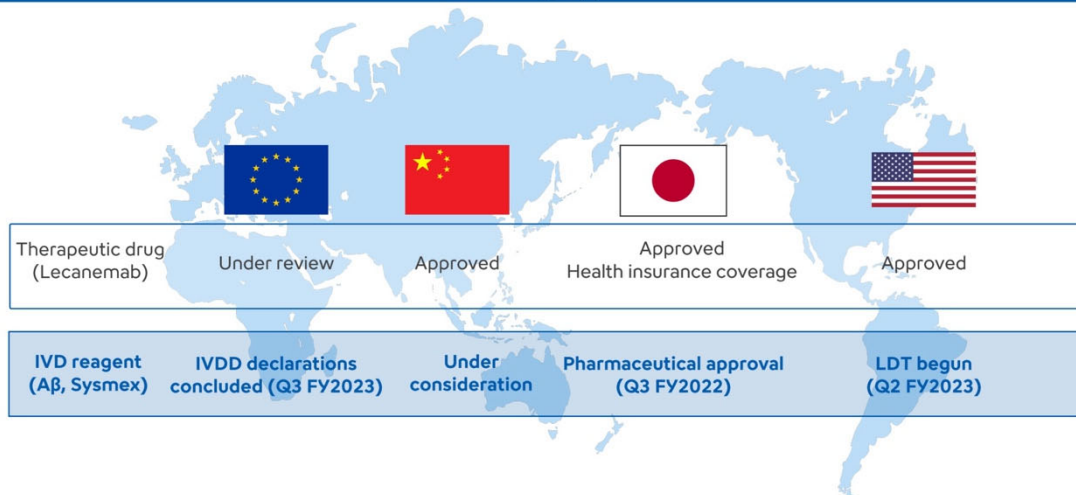 Therapeutic drug
(Lecanemab)
Under review
Approved
Approved
Health insurance coverage
Approved
IVD reagent
(Aβ, Sysmex)
IVDD declarations
concluded (Q3 FY2023)
Under
consideration
Pharmaceutical approval
(Q3 FY2022)
LDT begun
(Q2 FY2023)